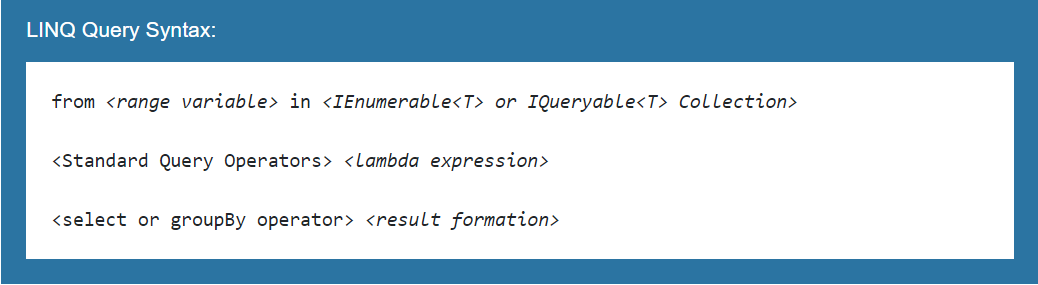 LINQ Query Syntax:
from <range variable> in <IEnumerable<T> or IQueryable<T> Collection>
<Standard Query Operators> <lambda expression>
<select or groupBy operator> <result formation>